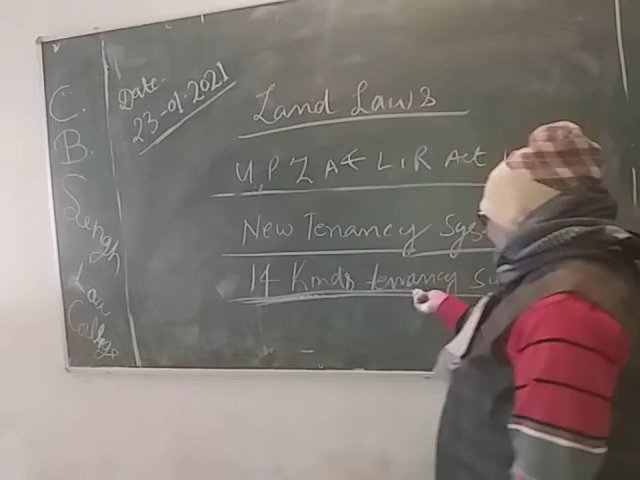 C.
B.
Singh
Law
College
Date-
23-01-2021
Land Laws
U.P Z A & L.R Act
New Tenancy Sys
14 Kinds tenancy Sy